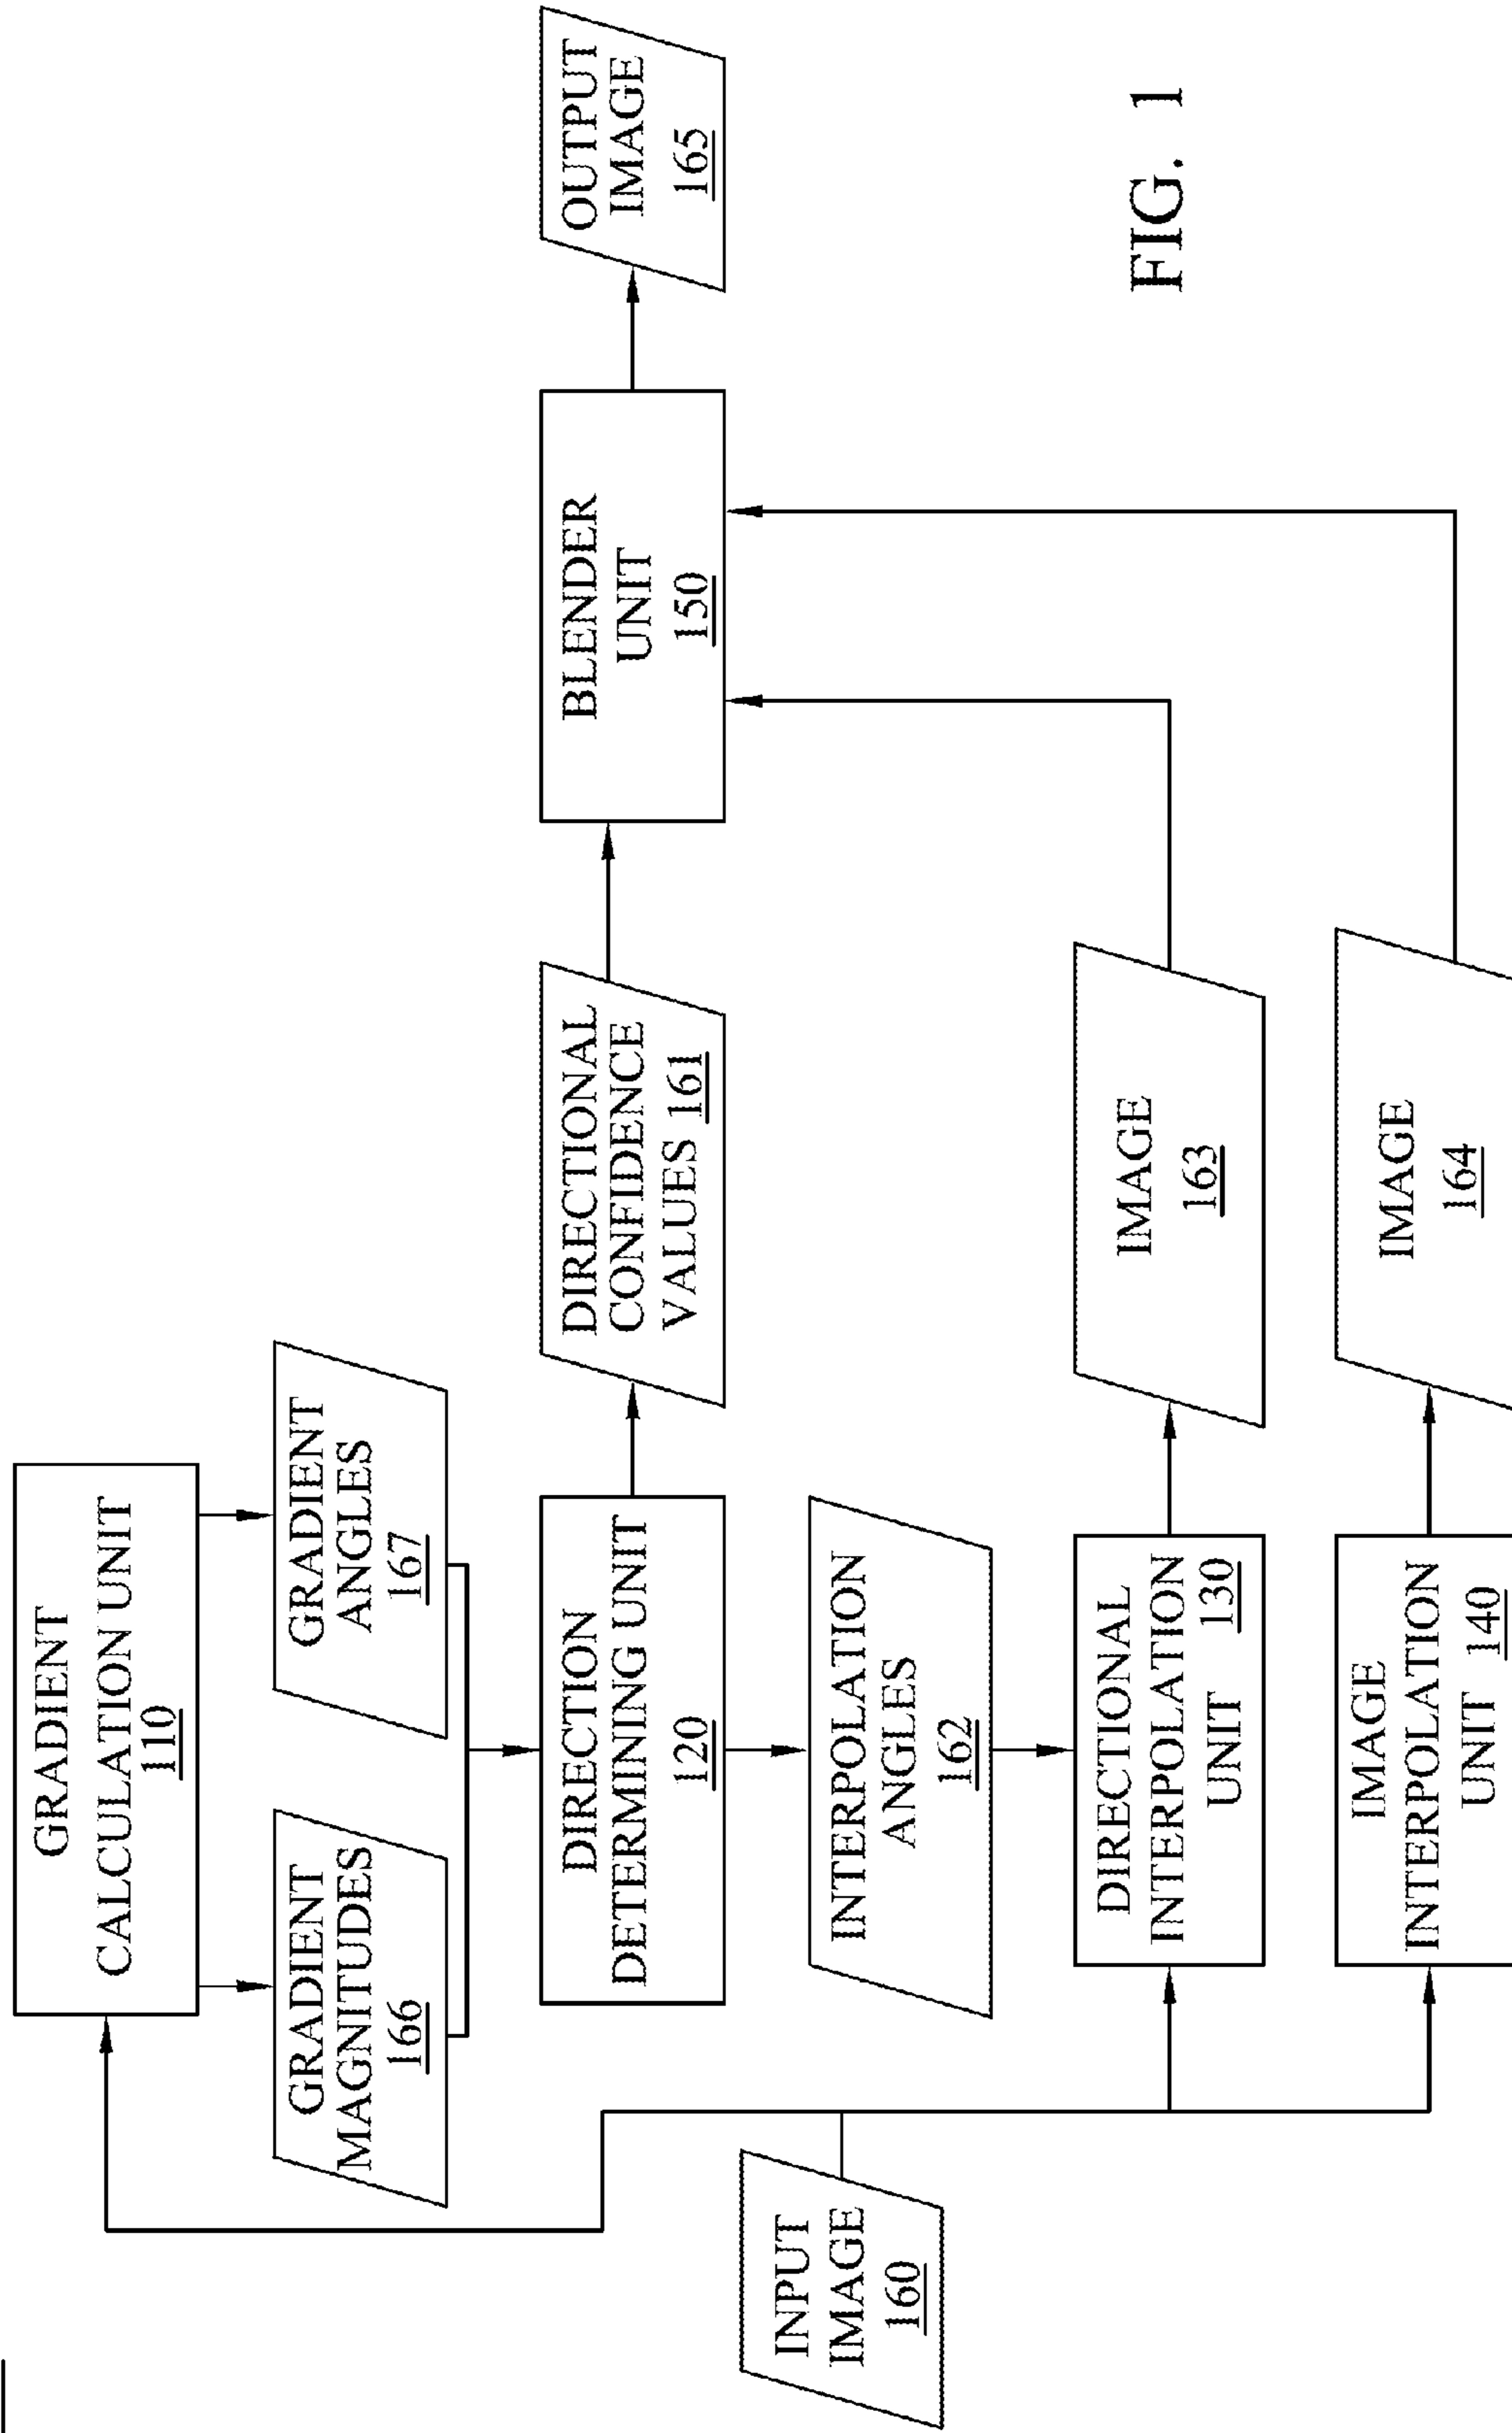 GRADIENT
CALCULATION UNIT
110
GRADIENT
MAGNITUDES
166
GRADIENT
ANGLES
167
INPUT
IMAGE
160
DIRECTION
DETERMINING UNIT
120
DIRECTIONAL
CONFIDENCE
VALUES 161
BLENDER
UNIT
150
OUTPUT
IMAGE
165
INTERPOLATION
ANGLES
162
DIRECTIONAL
INTERPOLATION
UNIT 130
IMAGE
163
IMAGE
INTERPOLATION
UNIT 140
IMAGE
164
FIG. 1